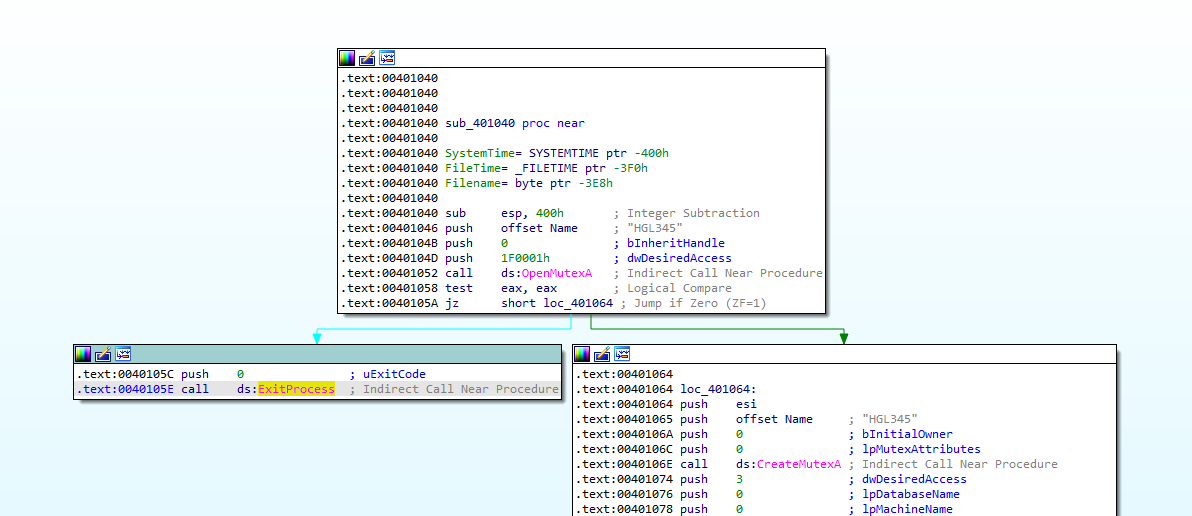 .text:00401040
.text:00401040
.text:00401040
.text:00401040 sub_401040 proc near
.text:00401040
.text:00401040 SystemTime= SYSTEMTIME ptr -400h
.text:00401040 FileTime= _FILETIME ptr -3F0h
.text:00401040 Filename= byte ptr -3E8h
.text:00401040
.text:00401040 sub esp, 400h ; Integer Subtraction
.text:00401046 push offset Name ; "HGL345"
.text:0040104B push 0 ; bInheritHandle
.text:0040104D push 1F0001h ; dwDesiredAccess
.text:00401052 call ds:OpenMutexA ; Indirect Call Near Procedure
.text:00401058 test eax, eax ; Logical Compare
.text:0040105A jz short loc_401064 ; Jump if Zero (ZF=1)
.text:0040105C push 0 ; uExitCode
.text:0040105E call ds:ExitProcess ; Indirect Call Near Procedure
.text:00401064
.text:00401064 loc_401064:
.text:00401064 push esi
.text:00401065 push offset Name ; "HGL345"
.text:0040106A push 0 ; bInitialOwner
.text:0040106C push 0 ; lpMutexAttributes
.text:0040106E call ds:CreateMutexA ; Indirect Call Near Procedure
.text:00401074 push 3 ; dwDesiredAccess
.text:00401076 push 0 ; lpDatabaseName
.text:00401078 push 0 ; lpMachineName